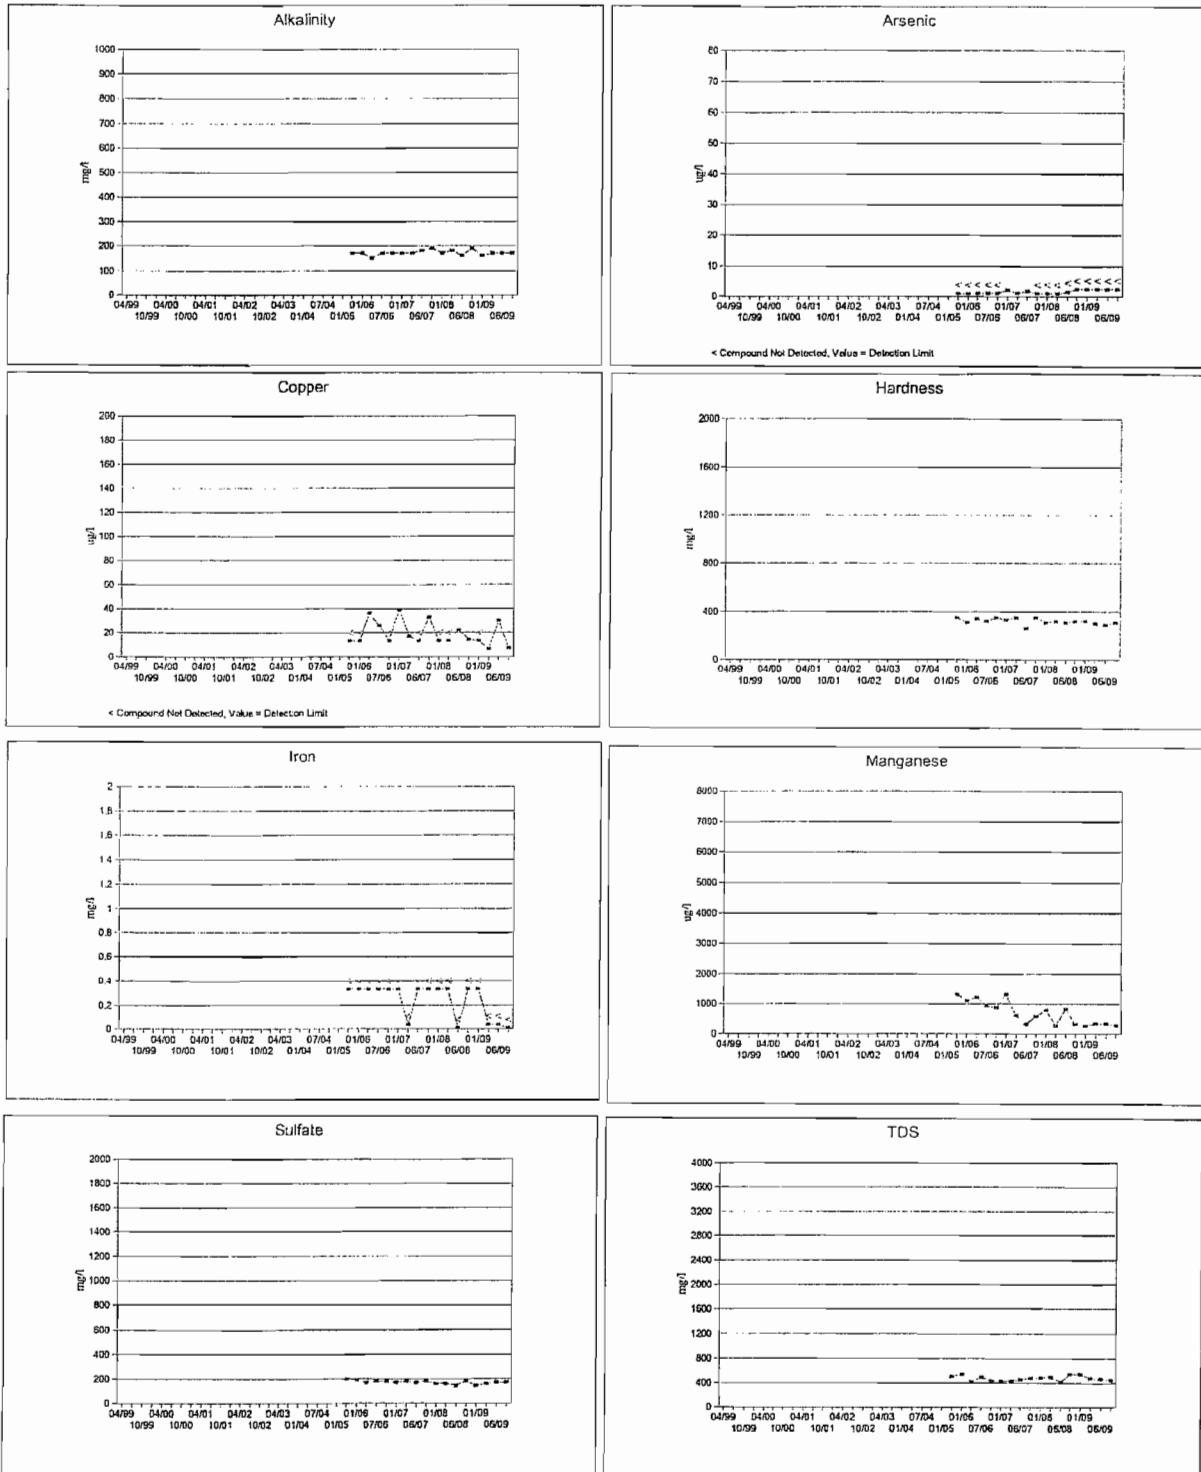 Alkalinity
1000
900
800
700
600
500
400
300
200
100
0
mg/l
04/99 04/00 04/01 04/02 04/03 07/04 01/06 01/07 01/08 01/09
10/99 10/00 10/01 10/02 01/04 01/05 07/06 06/07 06/08 06/09
Arsenic
80
70
60
50
40
30
20
10
0
ug/l
04/99 04/00 04/01 04/02 04/03 07/04 01/06 01/07 01/08 01/09
10/99 10/00 10/01 10/02 01/04 01/05 07/06 06/07 06/08 06/09
< Compound Not Detected, Value = Detection Limit
Copper
200
180
160
140
120
100
80
60
40
20
0
ug/l
04/99 04/00 04/01 04/02 04/03 07/04 01/06 01/07 01/08 01/09
10/99 10/00 10/01 10/02 01/04 01/05 07/06 06/07 06/08 06/09
< Compound Not Detected, Value = Detection Limit
Hardness
2000
1600
1200
800
400
0
mg/l
04/99 04/00 04/01 04/02 04/03 07/04 01/06 01/07 01/08 01/09
10/99 10/00 10/01 10/02 01/04 01/05 07/06 06/07 06/08 06/09
Iron
2
1.8
1.6
1.4
1.2
1
0.8
0.6
0.4
0.2
0
mg/l
04/99 04/00 04/01 04/02 04/03 07/04 01/06 01/07 01/08 01/09
10/99 10/00 10/01 10/02 01/04 01/05 07/06 06/07 06/08 06/09
Manganese
8000
7000
6000
5000
4000
3000
2000
1000
0
ug/l
04/99 04/00 04/01 04/02 04/03 07/04 01/06 01/07 01/08 01/09
10/99 10/00 10/01 10/02 01/04 01/05 07/06 06/07 06/08 06/09
Sulfate
2000
1800
1600
1400
1200
1000
800
600
400
200
0
mg/l
04/99 04/00 04/01 04/02 04/03 07/04 01/06 01/07 01/08 01/09
10/99 10/00 10/01 10/02 01/04 01/05 07/06 06/07 06/08 06/09
TDS
4000
3600
3200
2800
2400
2000
1600
1200
800
400
0
mg/l
04/99 04/00 04/01 04/02 04/03 07/04 01/06 01/07 01/08 01/09
10/99 10/00 10/01 10/02 01/04 01/05 07/06 06/07 06/08 06/09